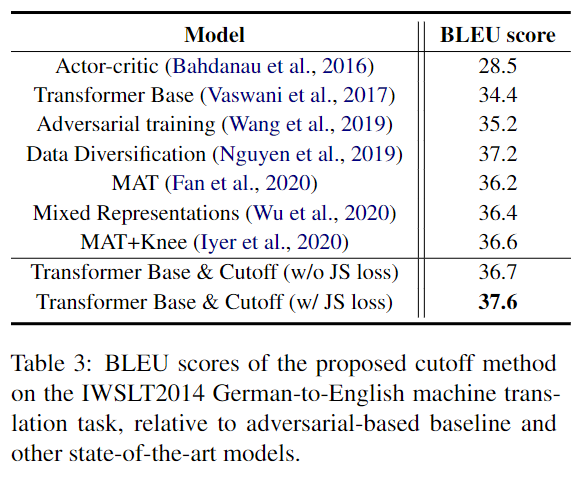 Model BLEU score
Actor-critic (Bahdanau et al., 2016) 28.5
Transformer Base (Vaswani et al., 2017) 34.4
Adversarial training (Wang et al., 2019) 35.2
Data Diversification (Nguyen et al., 2019) 37.2
MAT (Fan et al., 2020) 36.2
Mixed Representations (Wu et al., 2020) 36.4
MAT+Knee (Iyer et al., 2020) 36.6
Transformer Base & Cutoff (w/o JS loss) 36.7
Transformer Base & Cutoff (w/ JS loss) 37.6
Table 3: BLEU scores of the proposed cutoff method
on the IWSLT2014 German-to-English machine trans-
lation task, relative to adversarial-based baseline and
other state-of-the-art models.